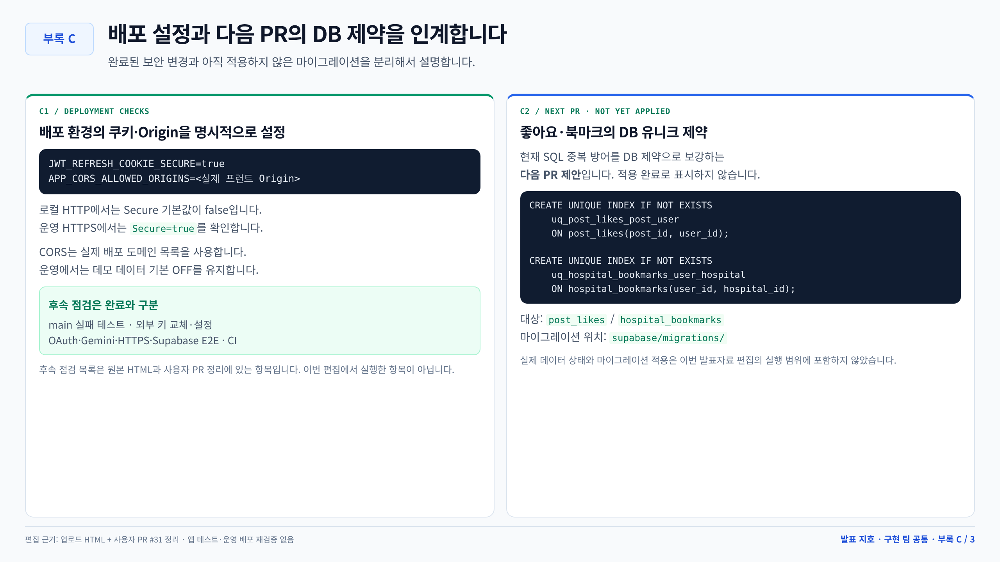 부록 C
배포 설정과 다음 PR의 DB 제약을 인계합니다
완료된 보안 변경과 아직 적용하지 않은 마이그레이션을 분리해서 설명합니다.
C1 / DEPLOYMENT CHECKS
배포 환경의 쿠키·Origin을 명시적으로 설정
JWT_REFRESH_COOKIE_SECURE=true
APP_CORS_ALLOWED_ORIGINS=<실제 프런트 Origin>
로컬 HTTP에서는 Secure 기본값이 false입니다.
운영 HTTPS에서는 Secure=true를 확인합니다.
CORS는 실제 배포 도메인 목록을 사용합니다.
운영에서는 데모 데이터 기본 OFF를 유지합니다.
후속 점검은 완료와 구분
main 실패 테스트 · 외부 키 교체·설정
OAuth·Gemini·HTTPS·Supabase E2E · CI
후속 점검 목록은 원본 HTML과 사용자 PR 정리에 있는 항목입니다. 이번 편집에서 실행한 항목이 아닙니다.
C2 / NEXT PR · NOT YET APPLIED
좋아요·북마크의 DB 유니크 제약
현재 SQL 중복 방어를 DB 제약으로 보강하는
다음 PR 제안입니다. 적용 완료로 표시하지 않습니다.
CREATE UNIQUE INDEX IF NOT EXISTS
    uq_post_likes_post_user
    ON post_likes(post_id, user_id);
CREATE UNIQUE INDEX IF NOT EXISTS
    uq_hospital_bookmarks_user_hospital
    ON hospital_bookmarks(user_id, hospital_id);
대상: post_likes / hospital_bookmarks
마이그레이션 위치: supabase/migrations/
실제 데이터 상태와 마이그레이션 적용은 이번 발표자료 편집의 실행 범위에 포함하지 않았습니다.
편집 근거: 업로드 HTML + 사용자 PR #31 정리 · 앱 테스트·운영 배포 재검증 없음
발표 지호 · 구현 팀 공통 · 부록 C / 3